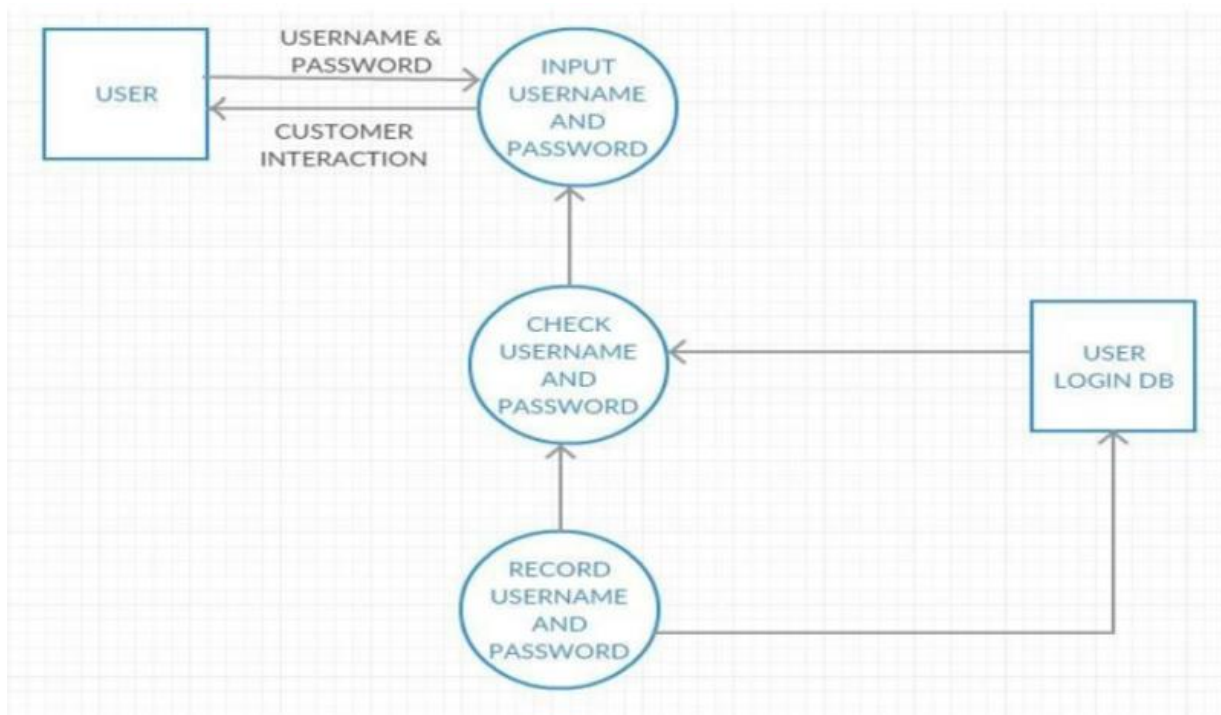 USER
USERNAME &
PASSWORD
CUSTOMER
INTERACTION
INPUT
USERNAME
AND
PASSWORD
CHECK
USERNAME
AND
PASSWORD
USER
LOGIN DB
RECORD
USERNAME
AND
PASSWORD